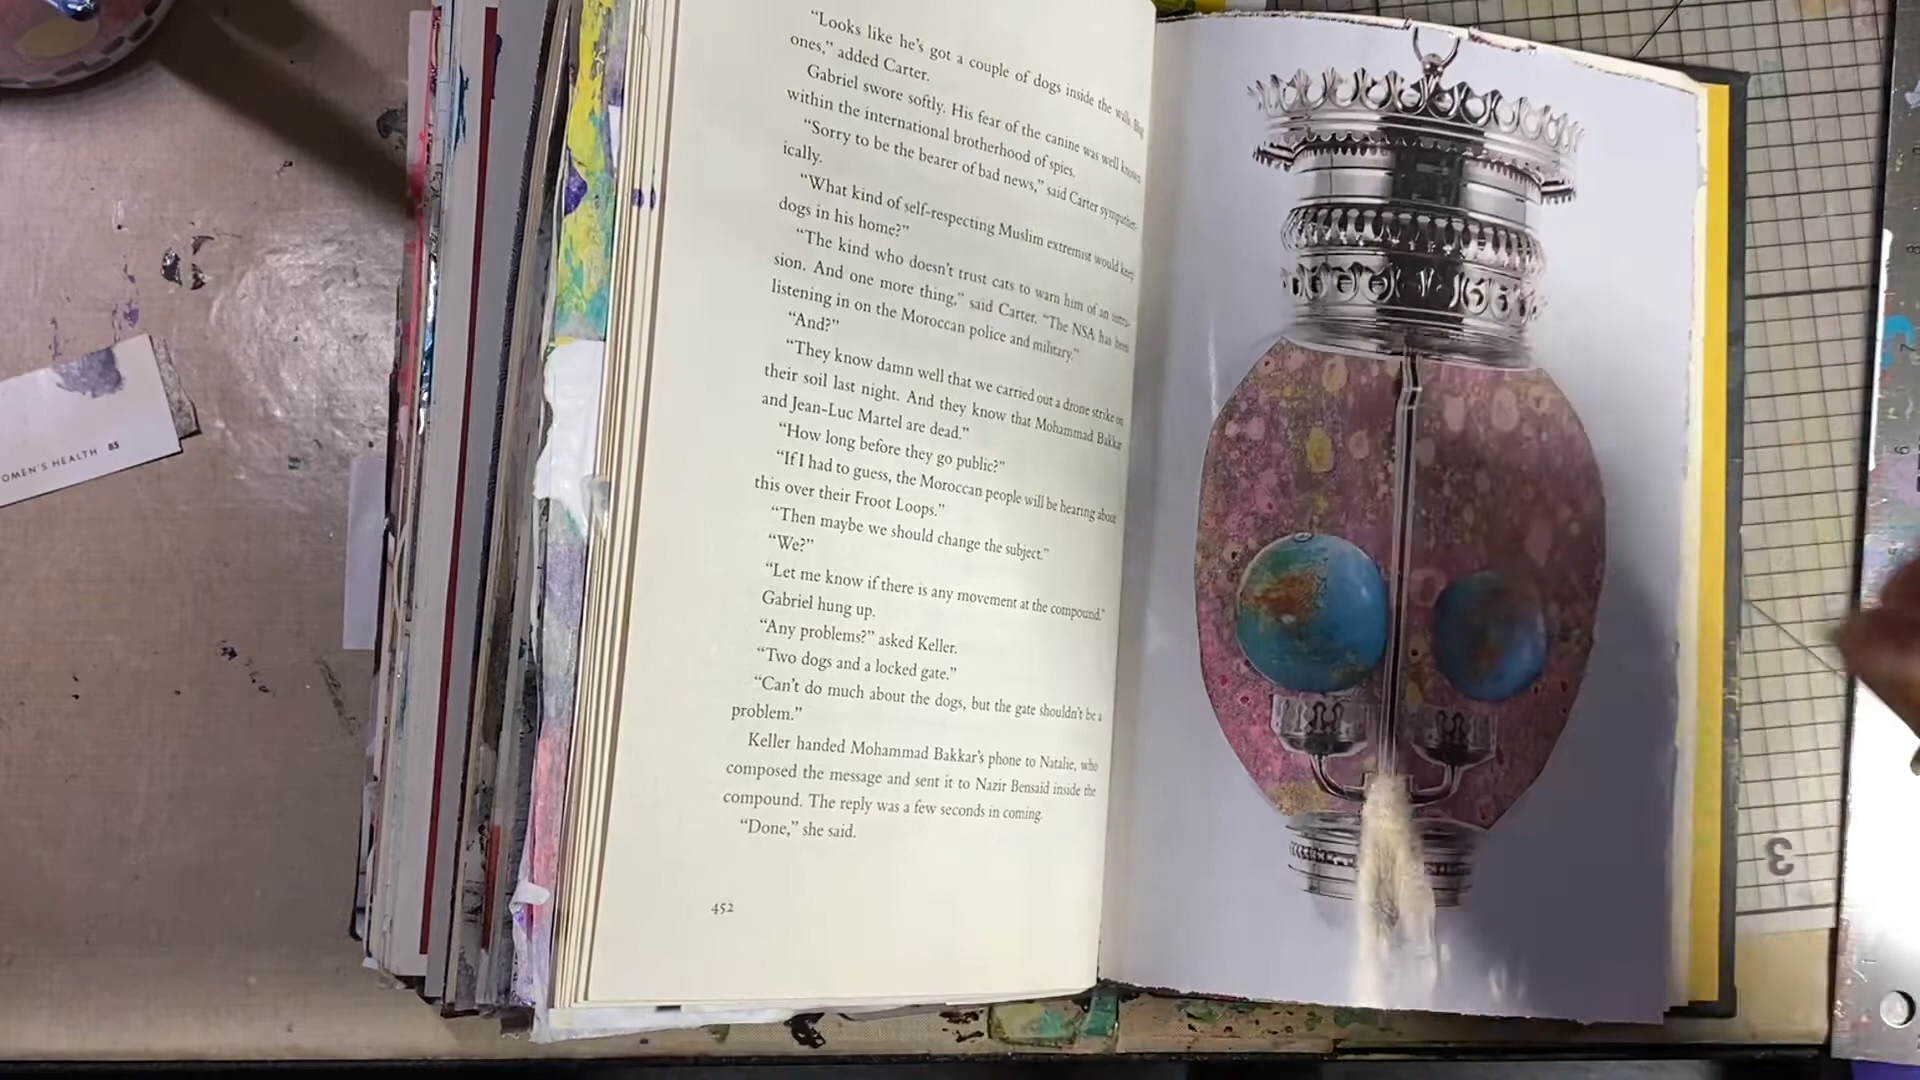 “Looks like he’s got a couple of dogs inside the walls. Big
ones,” added Carter.
Gabriel swore softly. His fear of the canine was well known
within the international brotherhood of spies.
“Sorry to be the bearer of bad news,” said Carter sympathet-
ically.
“What kind of self-respecting Muslim extremist would keep
dogs in his home?”
“The kind who doesn’t trust cats to warn him of an intru-
sion. And one more thing,” said Carter. “The NSA has been
listening in on the Moroccan police and military.”
“And?”
“They know damn well that we carried out a drone strike on
their soil last night. And they know that Mohammad Bakkar
and Jean-Luc Martel are dead.”
“How long before they go public?”
“If I had to guess, the Moroccan people will be hearing about
this over their Froot Loops.”
“Then maybe we should change the subject.”
“We?”
“Let me know if there is any movement at the compound.”
Gabriel hung up.
“Any problems?” asked Keller.
“Two dogs and a locked gate.”
“Can’t do much about the dogs, but the gate shouldn’t be a
problem.”
Keller handed Mohammad Bakkar’s phone to Natalie, who
composed the message and sent it to Nazir Bensaïd inside the
compound. The reply was a few seconds in coming.
“Done,” she said.
452
OMEN’S HEALTH 85
3